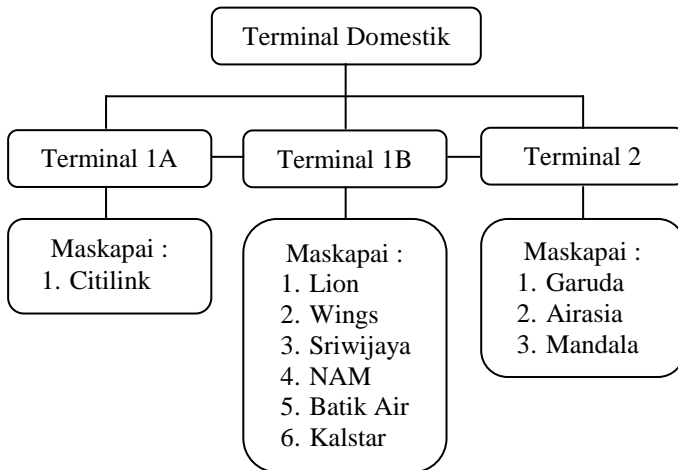 Terminal Domestik
Terminal 1A
Terminal 1B
Terminal 2
Maskapai :
1. Citilink
Maskapai :
1. Lion
2. Wings
3. Sriwijaya
4. NAM
5. Batik Air
6. Kalstar
Maskapai :
1. Garuda
2. Airasia
3. Mandala